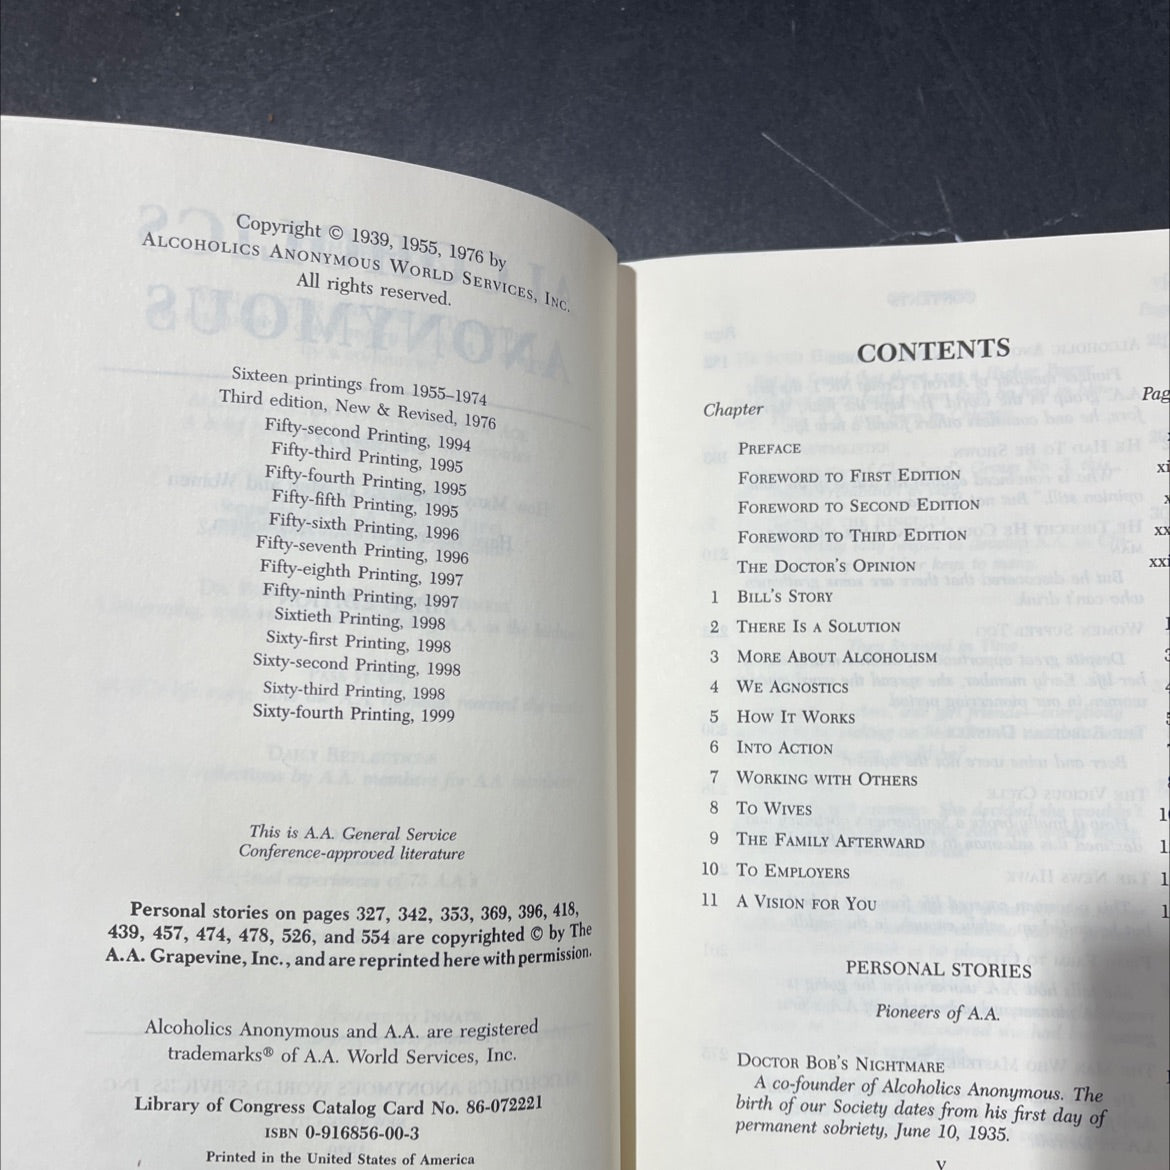 Copyright © 1939, 1955, 1976 by
Alcoholics Anonymous World Services, Inc.
All rights reserved.
Sixteen printings from 1955–1974
Third edition, New & Revised, 1976
Fifty-second Printing, 1994
Fifty-third Printing, 1995
Fifty-fourth Printing, 1995
Fifty-fifth Printing, 1995
Fifty-sixth Printing, 1996
Fifty-seventh Printing, 1996
Fifty-eighth Printing, 1997
Fifty-ninth Printing, 1997
Sixtieth Printing, 1998
Sixty-first Printing, 1998
Sixty-second Printing, 1998
Sixty-third Printing, 1998
Sixty-fourth Printing, 1999
This is A.A. General Service
Conference-approved literature
Personal stories on pages 327, 342, 353, 369, 396, 418,
439, 457, 474, 478, 526, and 554 are copyrighted © by The
A.A. Grapevine, Inc., and are reprinted here with permission.
Alcoholics Anonymous and A.A. are registered
trademarks® of A.A. World Services, Inc.
Library of Congress Catalog Card No. 86-072221
ISBN 0-916856-00-3
Printed in the United States of America
CONTENTS
Chapter Pag
Preface
Foreword to First Edition xi
Foreword to Second Edition x
Foreword to Third Edition xx
The Doctor's Opinion xxi
1 Bill's Story
2 There Is a Solution
3 More About Alcoholism
4 We Agnostics
5 How It Works
6 Into Action
7 Working with Others
8 To Wives
9 The Family Afterward
10 To Employers
11 A Vision for You
PERSONAL STORIES
Pioneers of A.A.
Doctor Bob's Nightmare
A co-founder of Alcoholics Anonymous. The
birth of our Society dates from his first day of
permanent sobriety, June 10, 1935.
v